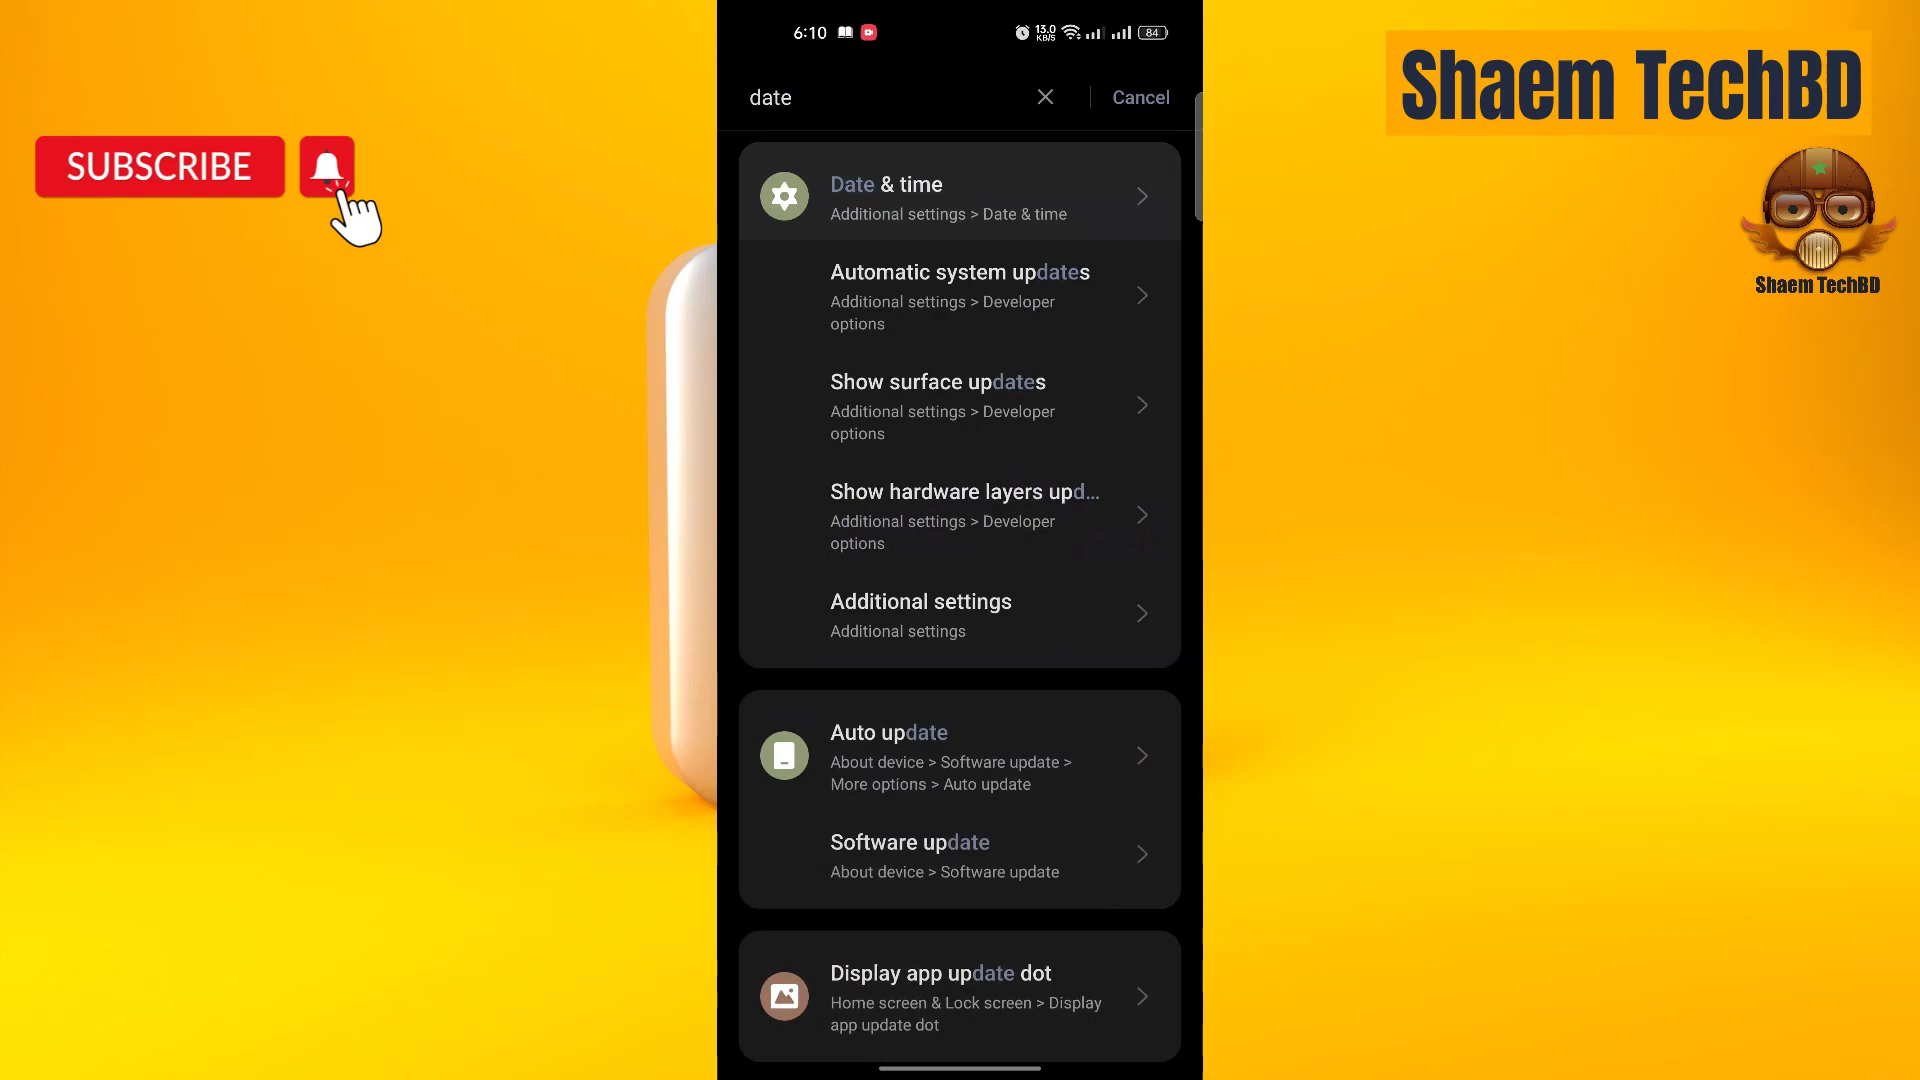 Shaem TechBD
SUBSCRIBE
Shaem TechBD
6:10
13.0
KB/S
84
date
Cancel
Date & time
Additional settings > Date & time
Automatic system updates
Additional settings > Developer
options
Show surface updates
Additional settings > Developer
options
Show hardware layers upd...
Additional settings > Developer
options
Additional settings
Additional settings
Auto update
About device > Software update >
More options > Auto update
Software update
About device > Software update
Display app update dot
Home screen & Lock screen > Display
app update dot